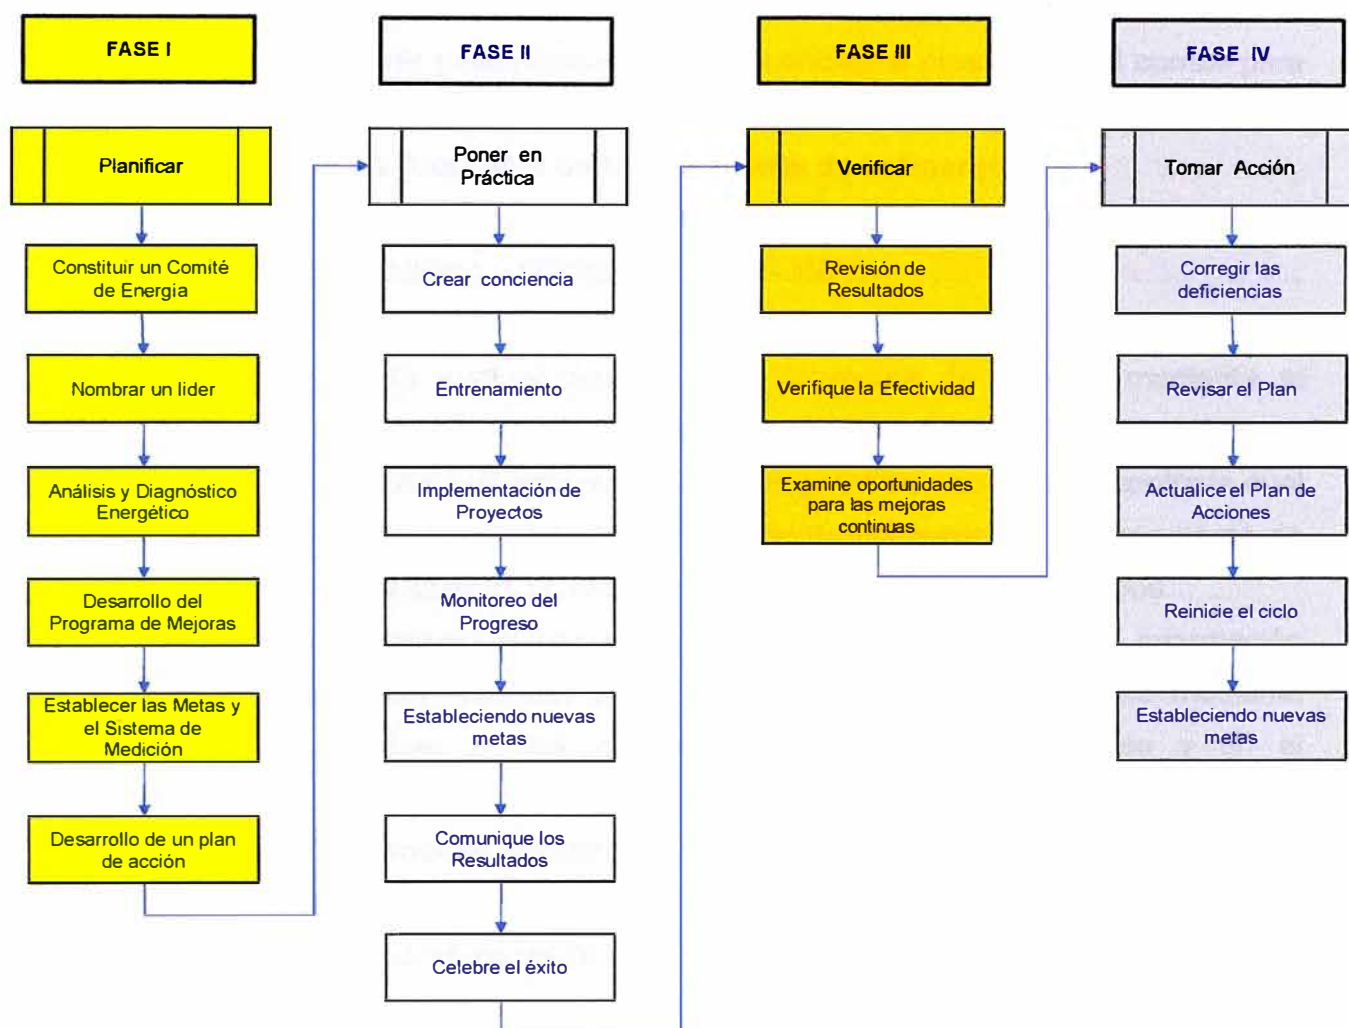 FASE I
Planificar
Constituir un Comité
de Energia
Nombrar un lider
Análisis y Diagnóstico
Energético
Desarrollo del
Programa de Mejoras
Establecer las Metas y
el Sistema de
Medición
Desarrollo de un plan
de acción
FASE II
Poner en
Práctica
Crear conciencia
Entrenamiento
Implementación de
Proyectos
Monitoreo del
Progreso
Estableciendo nuevas
metas
Comunique los
Resultados
Celebre el éxito
FASE III
Verificar
Revisión de
Resultados
Verifique la Efectividad
Examine oportunidades
para las mejoras
continuas
FASE IV
Tomar Acción
Corregir las
deficiencias
Revisar el Plan
Actualice el Plan de
Acciones
Reinicie el ciclo
Estableciendo nuevas
metas